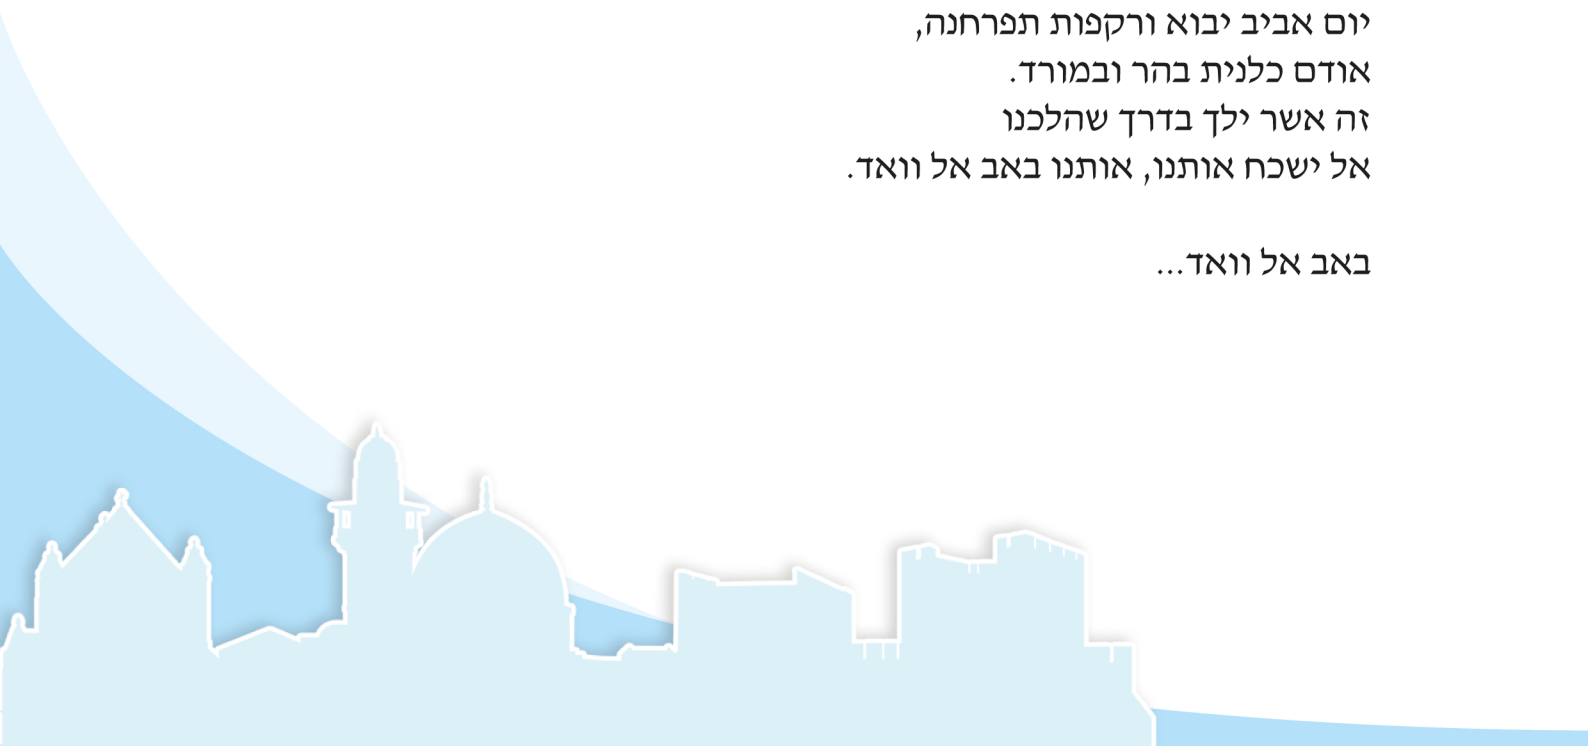 יום אביב יבוא ורקפות תפרחנה,
אודם כלנית בהר ובמורד.
זה אשר ילך בדרך שהלכנו
אל ישכח אותנו, אותנו באב אל וואד.
באב אל וואד...